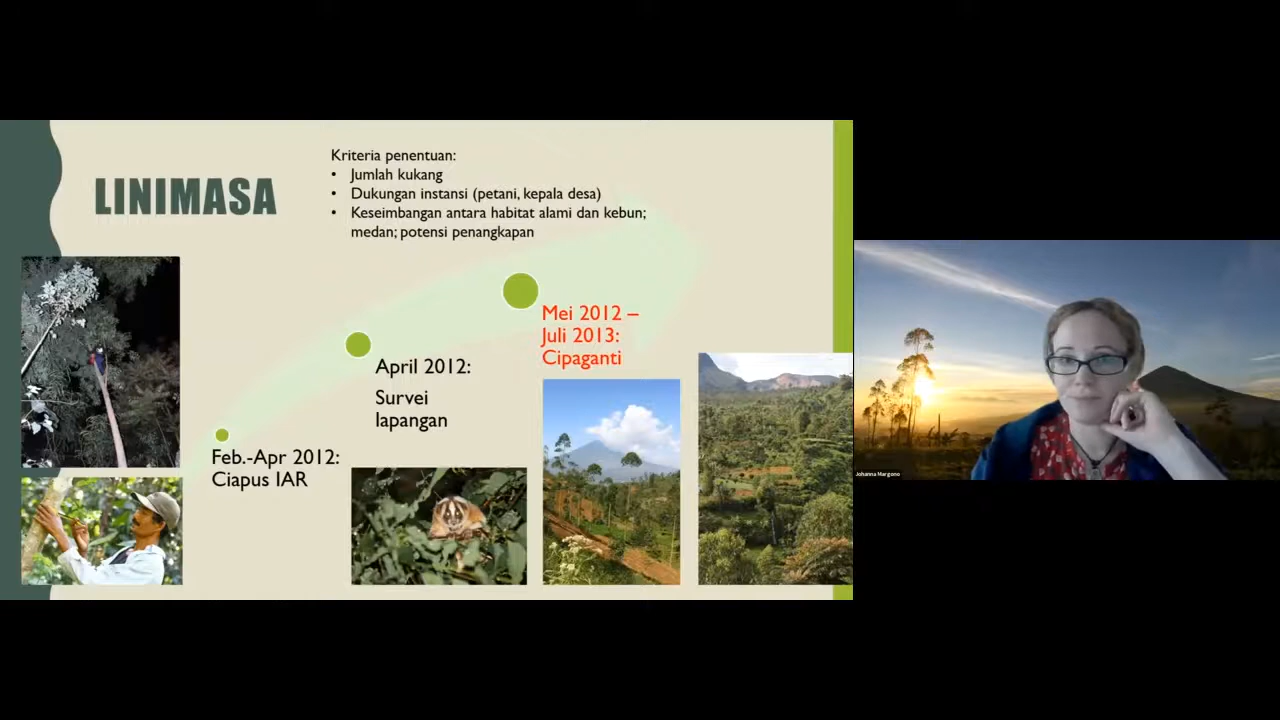 LINIMASA
Kriteria penentuan:
• Jumlah kukang
• Dukungan instansi (petani, kepala desa)
• Keseimbangan antara habitat alami dan kebun;
medan; potensi penangkapan
Mei 2012 –
Juli 2013:
Cipaganti
April 2012:
Survei
lapangan
Feb.-Apr 2012:
Ciapus IAR
Johanna Margono